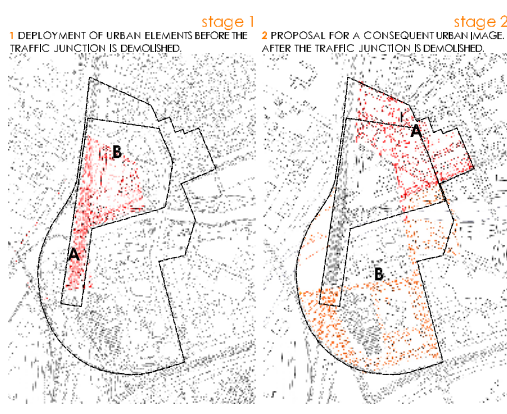 stage 1
1 DEPLOYMENT OF URBAN ELEMENTS BEFORE THE
TRAFFIC JUNCTION IS DEMOLISHED.
B
A
stage 2
2 PROPOSAL FOR A CONSEQUENT URBAN IMAGE.
AFTER THE TRAFFIC JUNCTION IS DEMOLISHED.
A
B